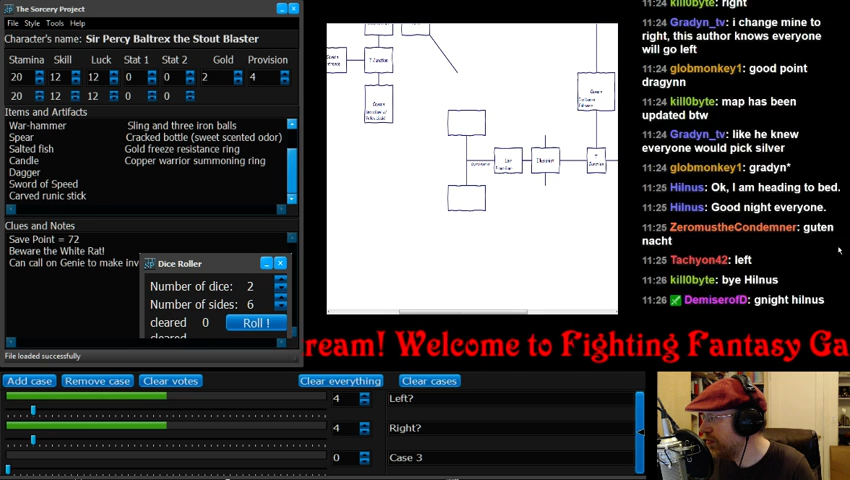 The Sorcery Project
File Style Tools Help
Character's name: Sir Percy Baltrex the Stout Blaster
Stamina Skill Luck Stat 1 Stat 2 Gold Provision
20 12 12 0 0 2 4
20 12 12 0 0
Items and Artifacts
War-hammer Sling and three iron balls
Spear Cracked bottle (sweet scented odor)
Salted fish Gold freeze resistance ring
Candle Copper warrior summoning ring
Dagger
Sword of Speed
Carved runic stick
Clues and Notes
Save Point = 72
Beware the White Rat!
Can call on Genie to make inv
File loaded successfully
Dice Roller
Number of dice: 2
Number of sides: 6
cleared 0 Roll !
cleared
T Junction
Cavern
Cavern
T
Junction
11:24 kill0byte: right
11:24 Gradyn_tv: i change mine to
right, this author knows everyone
will go left
11:24 globmonkey1: good point
dragynn
11:24 kill0byte: map has been
updated btw
11:24 Gradyn_tv: like he knew
everyone would pick silver
11:24 globmonkey1: gradyn*
11:25 Hilnus: Ok, I am heading to bed.
11:25 Hilnus: Good night everyone.
11:25 ZeromustheCondemner: guten
nacht
11:25 Tachyon42: left
11:26 kill0byte: bye Hilnus
11:26 DemiserofD: gnight hilnus
ream! Welcome to Fighting Fantasy Ga
Add case Remove case Clear votes Clear everything Clear cases
4 Left?
4 Right?
0 Case 3